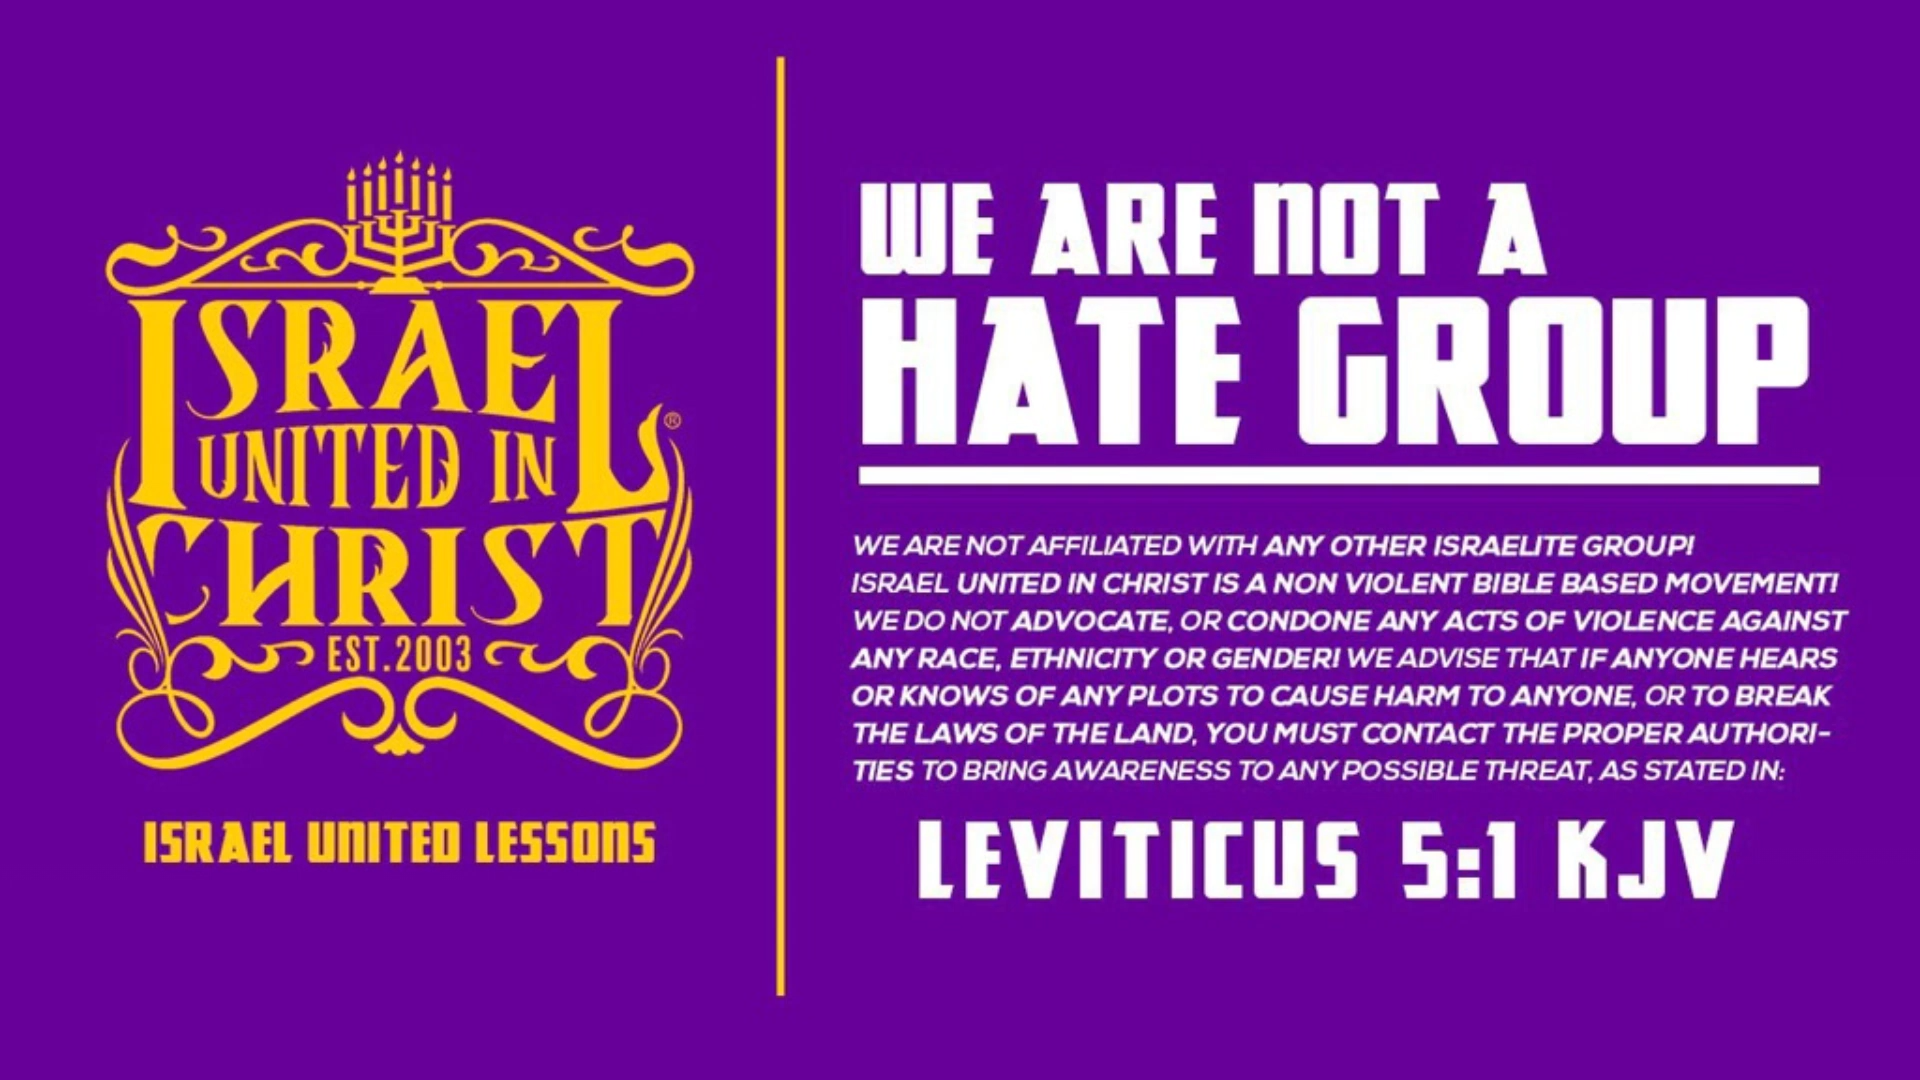 ISRAEL
UNITED IN
CHRIST
®
EST.2003
ISRAEL UNITED LESSONS
WE ARE NOT A
HATE GROUP
WE ARE NOT AFFILIATED WITH ANY OTHER ISRAELITE GROUP!
ISRAEL UNITED IN CHRIST IS A NON VIOLENT BIBLE BASED MOVEMENT!
WE DO NOT ADVOCATE, OR CONDONE ANY ACTS OF VIOLENCE AGAINST
ANY RACE, ETHNICITY OR GENDER! WE ADVISE THAT IF ANYONE HEARS
OR KNOWS OF ANY PLOTS TO CAUSE HARM TO ANYONE, OR TO BREAK
THE LAWS OF THE LAND, YOU MUST CONTACT THE PROPER AUTHORI-
TIES TO BRING AWARENESS TO ANY POSSIBLE THREAT, AS STATED IN:
LEVITICUS 5:1 KJV